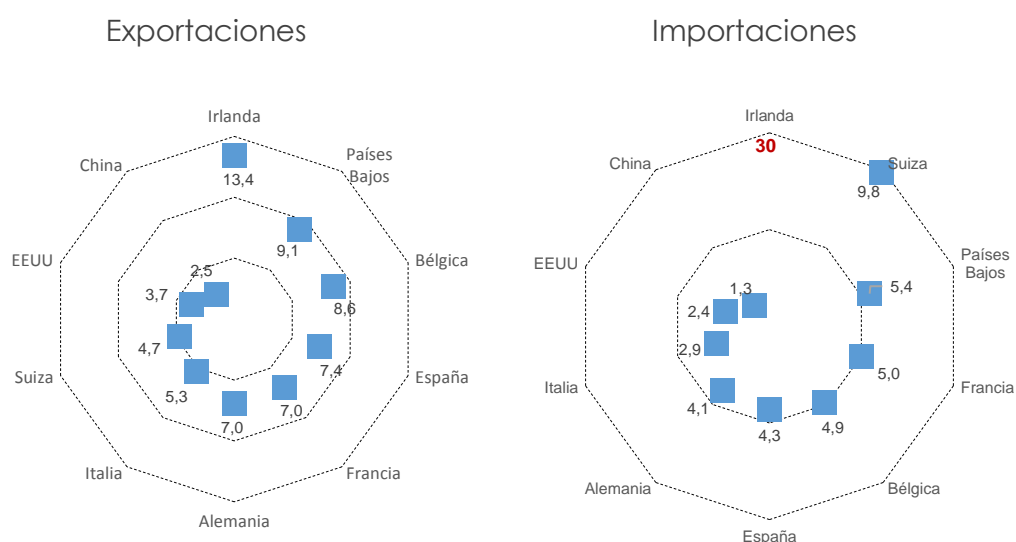 Exportaciones
Irlanda
Países
Bajos
Bélgica
España
Francia
Alemania
Italia
Suiza
EEUU
China
13,4
9,1
8,6
7,4
7,0
7,0
5,3
4,7
3,7
2,5
Importaciones
Irlanda
Suiza
Países
Bajos
Francia
Bélgica
España
Alemania
Italia
EEUU
China
30
9,8
5,4
5,0
4,9
4,3
4,1
2,9
2,4
1,3